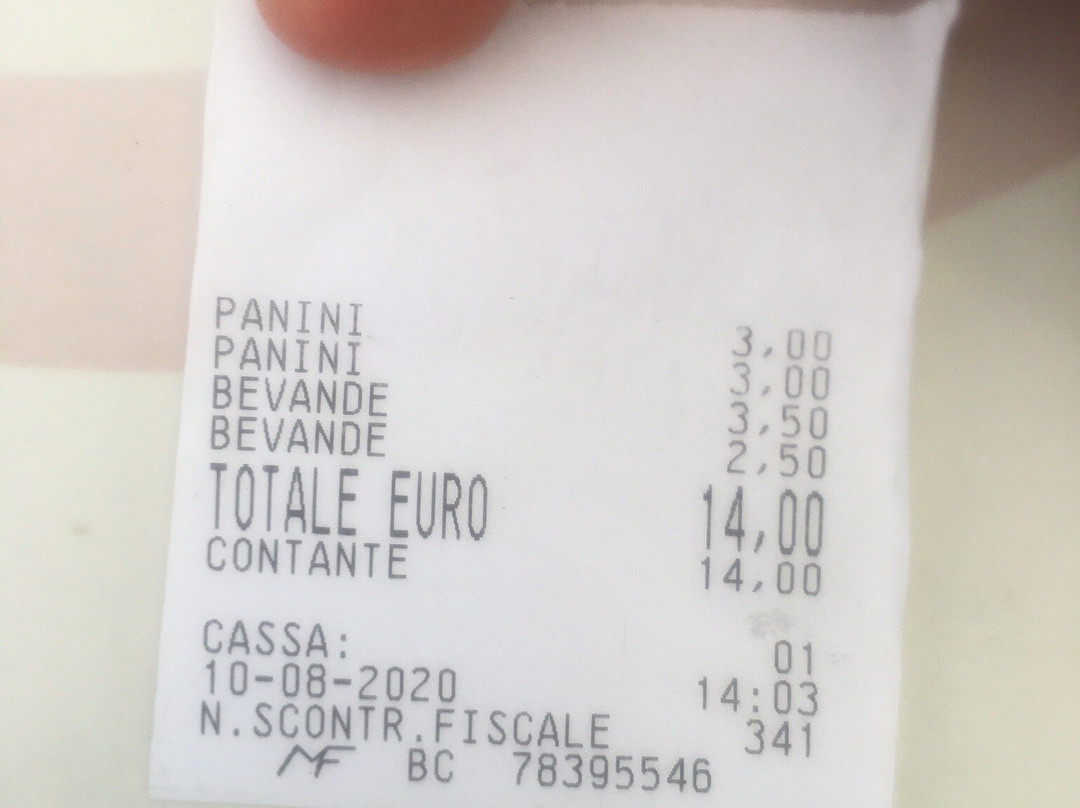 PANINI 3,00
PANINI 3,00
BEVANDE 3,50
BEVANDE 2,50
TOTALE EURO 14,00
CONTANTE 14,00
CASSA: 01
10-08-2020 14:03
N.SCONTR.FISCALE 341
MF BC 78395546